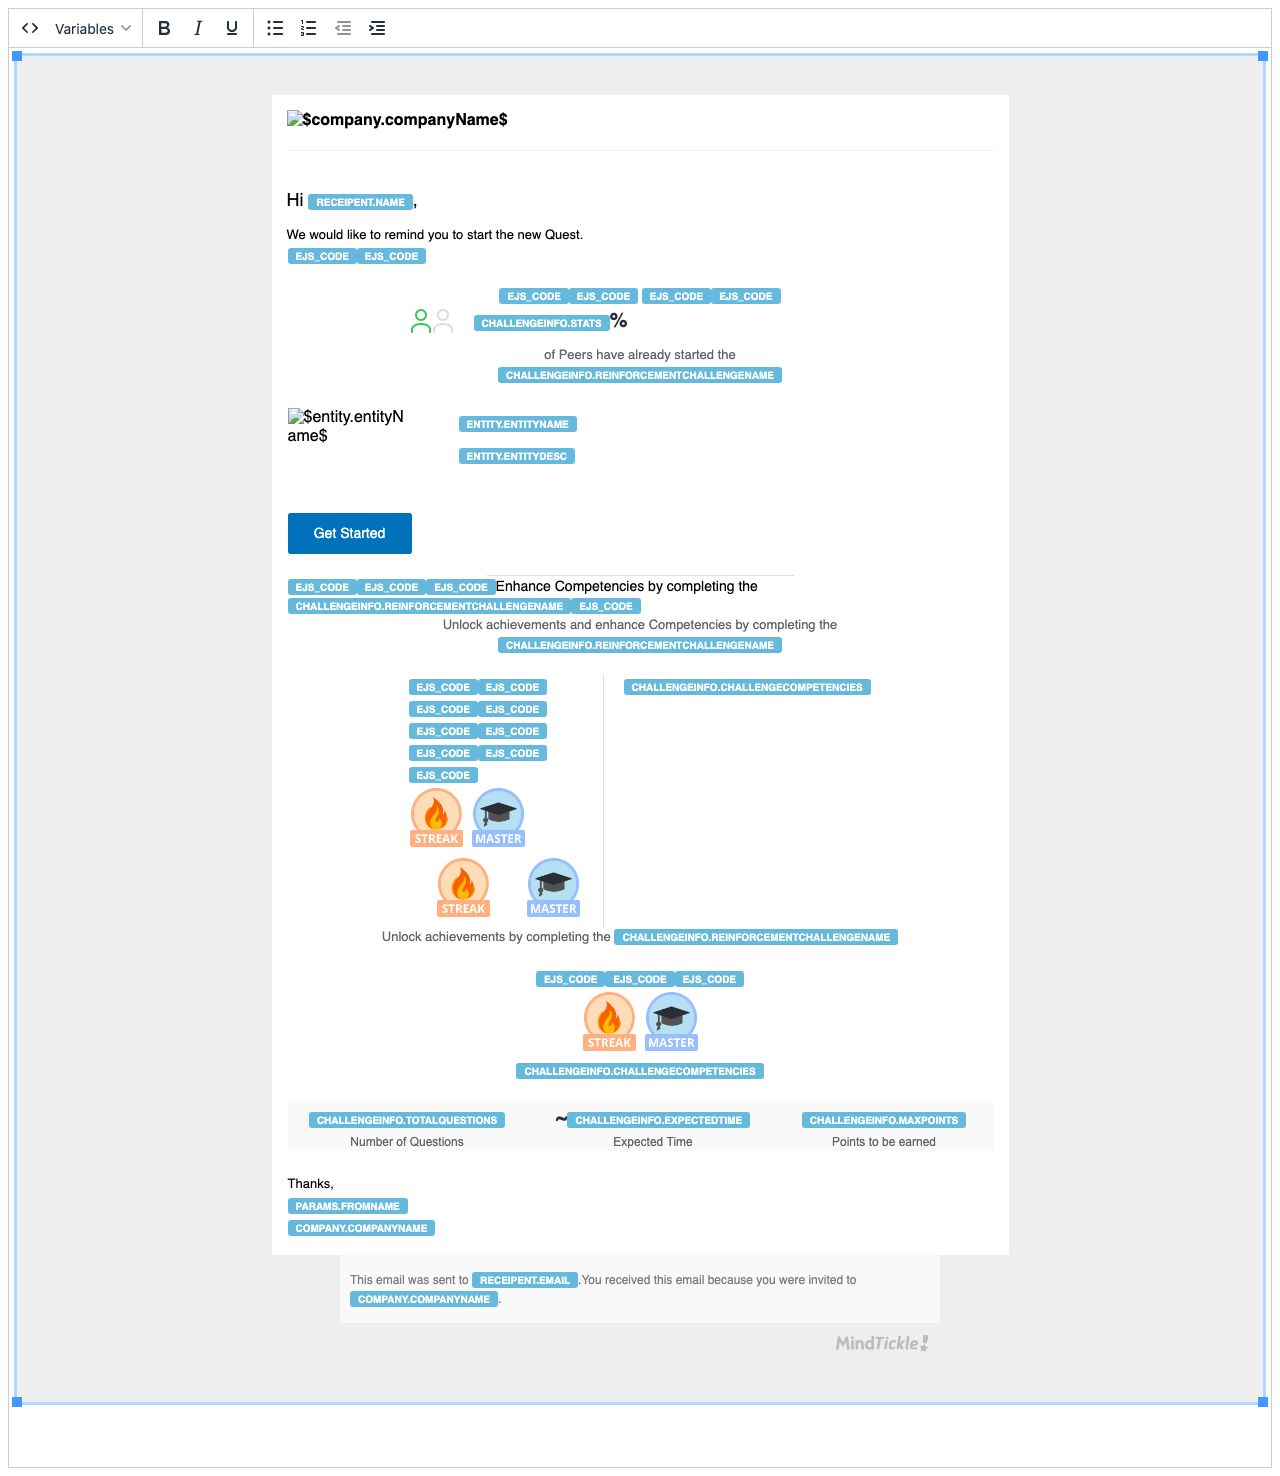 Variables B I U
$company.companyName$
Hi RECEIPENT.NAME,
We would like to remind you to start the new Quest.
EJS_CODE EJS_CODE
EJS_CODE EJS_CODE EJS_CODE EJS_CODE
CHALLENGEINFO.STATS %
of Peers have already started the
CHALLENGEINFO.REINFORCEMENTCHALLENGENAME
$entity.entityN
ame$
ENTITY.ENTITYNAME
ENTITY.ENTITYDESC
Get Started
EJS_CODE EJS_CODE EJS_CODE Enhance Competencies by completing the
CHALLENGEINFO.REINFORCEMENTCHALLENGENAME EJS_CODE
Unlock achievements and enhance Competencies by completing the
CHALLENGEINFO.REINFORCEMENTCHALLENGENAME
EJS_CODE EJS_CODE
EJS_CODE EJS_CODE
EJS_CODE EJS_CODE
EJS_CODE EJS_CODE
EJS_CODE
STREAK MASTER
STREAK MASTER
CHALLENGEINFO.CHALLENGECOMPETENCIES
Unlock achievements by completing the CHALLENGEINFO.REINFORCEMENTCHALLENGENAME
EJS_CODE EJS_CODE EJS_CODE
STREAK MASTER
CHALLENGEINFO.CHALLENGECOMPETENCIES
CHALLENGEINFO.TOTALQUESTIONS ~CHALLENGEINFO.EXPECTEDTIME CHALLENGEINFO.MAXPOINTS
Number of Questions Expected Time Points to be earned
Thanks,
PARAMS.FROMNAME
COMPANY.COMPANYNAME
This email was sent to RECEIPENT.EMAIL .You received this email because you were invited to
COMPANY.COMPANYNAME .
MindTickle!